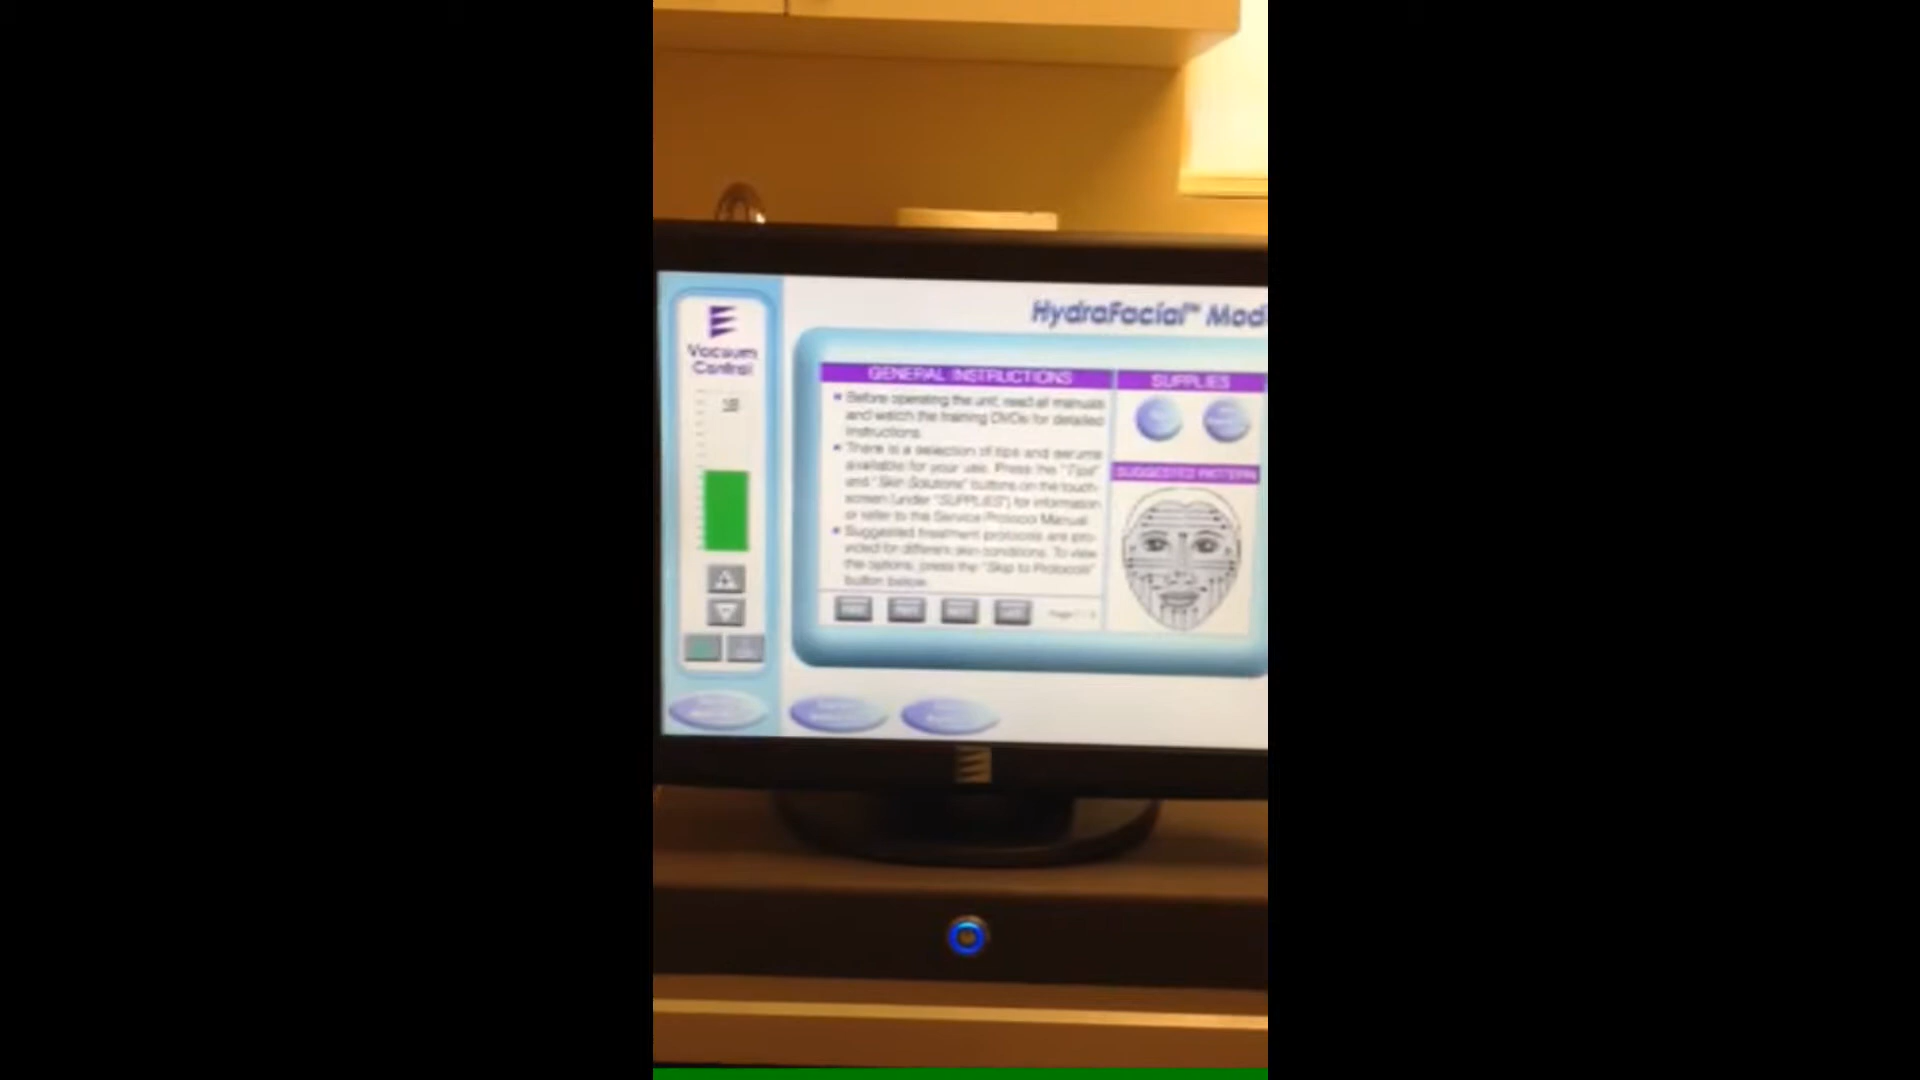 HydraFacial™ Mod
Vacuum
Control
18
GENERAL INSTRUCTIONS
Before operating the unit, read all manuals
and watch the training DVDs for detailed
instructions.
There is a selection of tips and serums
available for your use. Press the "Tips"
and "Skin Solutions" buttons on the touch-
screen (under "SUPPLIES") for information
or refer to the Service Protocol Manual.
Suggested treatment protocols are pro-
vided for different skin conditions. To view
the options, press the "Skip to Protocols"
button below.
Page
SUPPLIES
SUGGESTED PATTERN